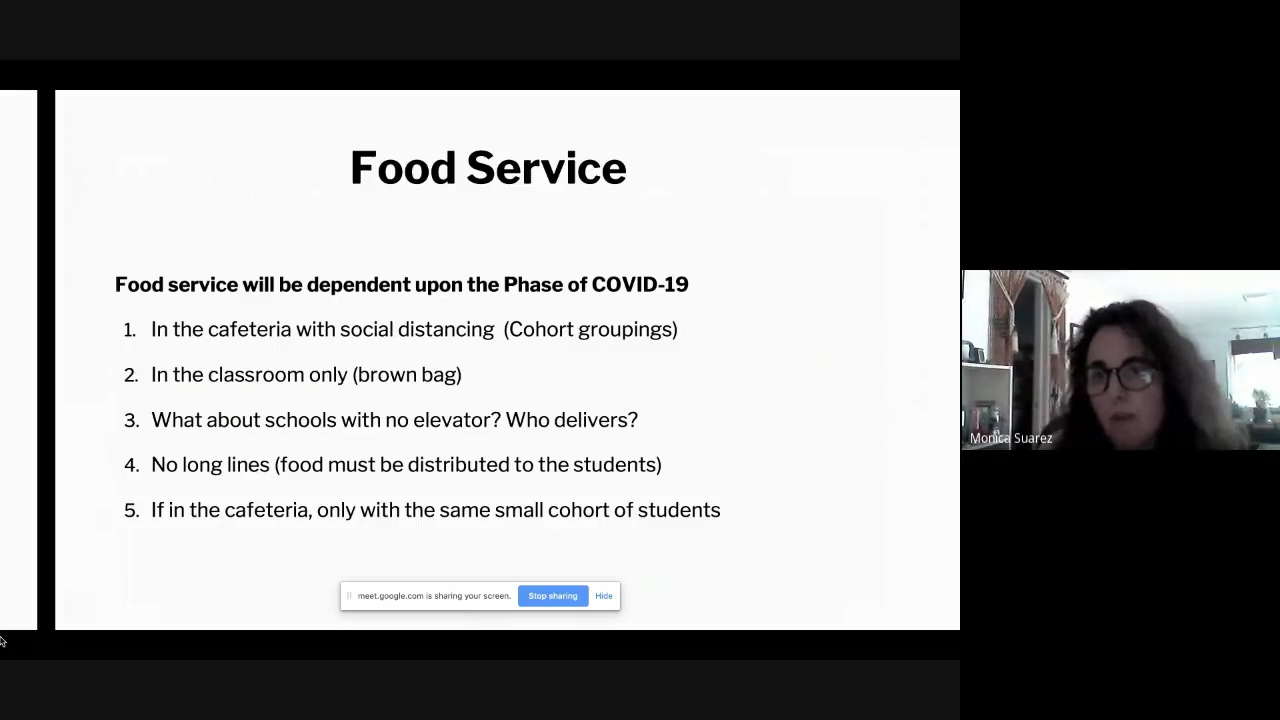 Food Service
Food service will be dependent upon the Phase of COVID-19
1. In the cafeteria with social distancing (Cohort groupings)
2. In the classroom only (brown bag)
3. What about schools with no elevator? Who delivers?
4. No long lines (food must be distributed to the students)
5. If in the cafeteria, only with the same small cohort of students
meet.google.com is sharing your screen. Stop sharing Hide
Monica Suarez